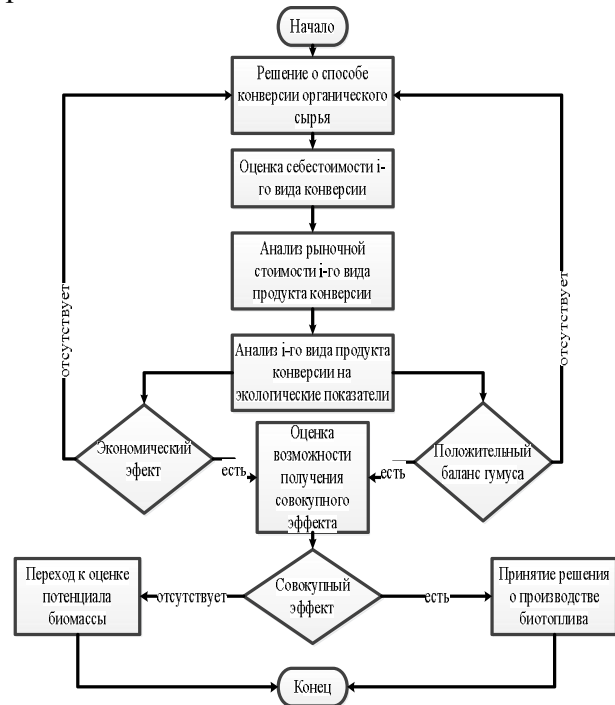 Начало
Решение о способе
конверсии органического
сырья
Оценка себестоимости i-
го вида конверсии
Анализ рыночной
стоимости i-го вида
продукта конверсии
Анализ i-го вида продукта
конверсии на
экологические показатели
отсутствует
отсутствует
Экономический
эфект
есть
Оценка
возможности
получения
совокупного
эффекта
есть
Положительный
баланс гумуса
Переход к оценке
потенциала
биомассы
отсутствует
Совокупный
эффект
есть
Принятие решения
о производстве
биотоплива
Конец